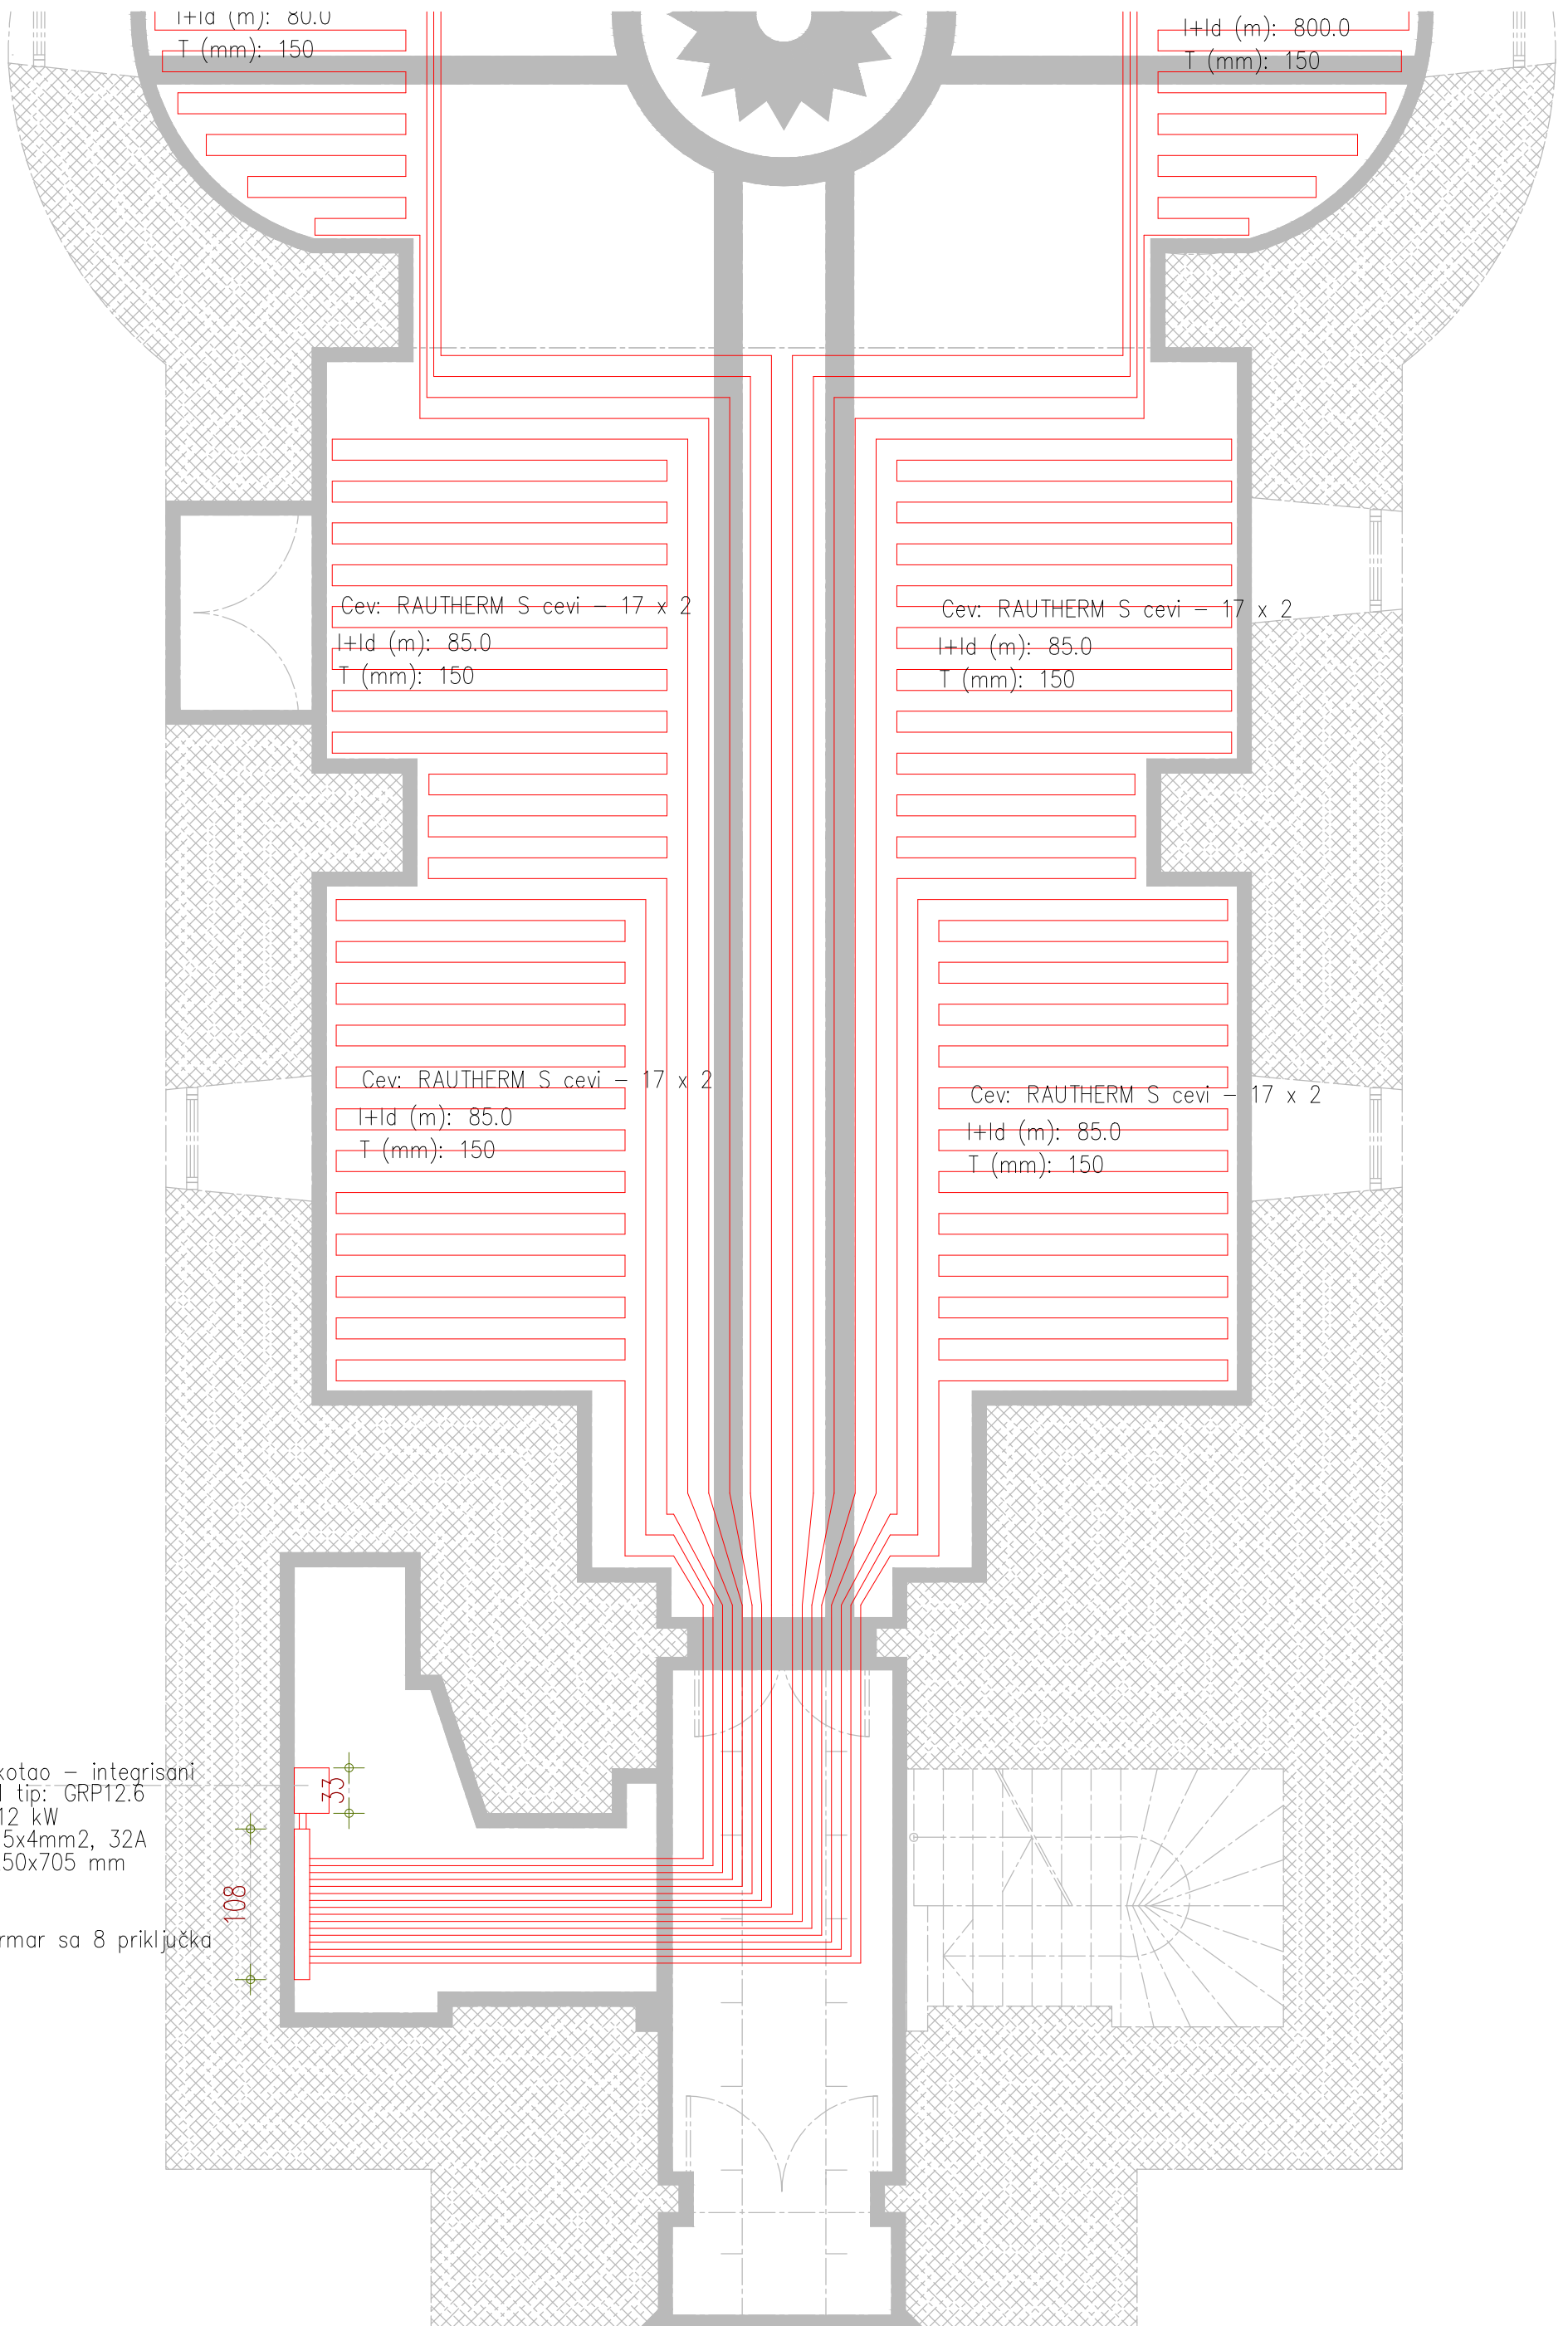 l+ld (m): 80.0
T (mm): 150
l+ld (m): 800.0
T (mm): 150
Cev: RAUTHERM S cevi - 17 x 2
l+ld (m): 85.0
T (mm): 150
Cev: RAUTHERM S cevi - 17 x 2
l+ld (m): 85.0
T (mm): 150
Cev: RAUTHERM S cevi - 17 x 2
l+ld (m): 85.0
T (mm): 150
Cev: RAUTHERM S cevi - 17 x 2
l+ld (m): 85.0
T (mm): 150
kotao - integrisani
tip: GRP12.6
12 kW
5x4mm2, 32A
50x705 mm
rmar sa 8 priključka
33
108